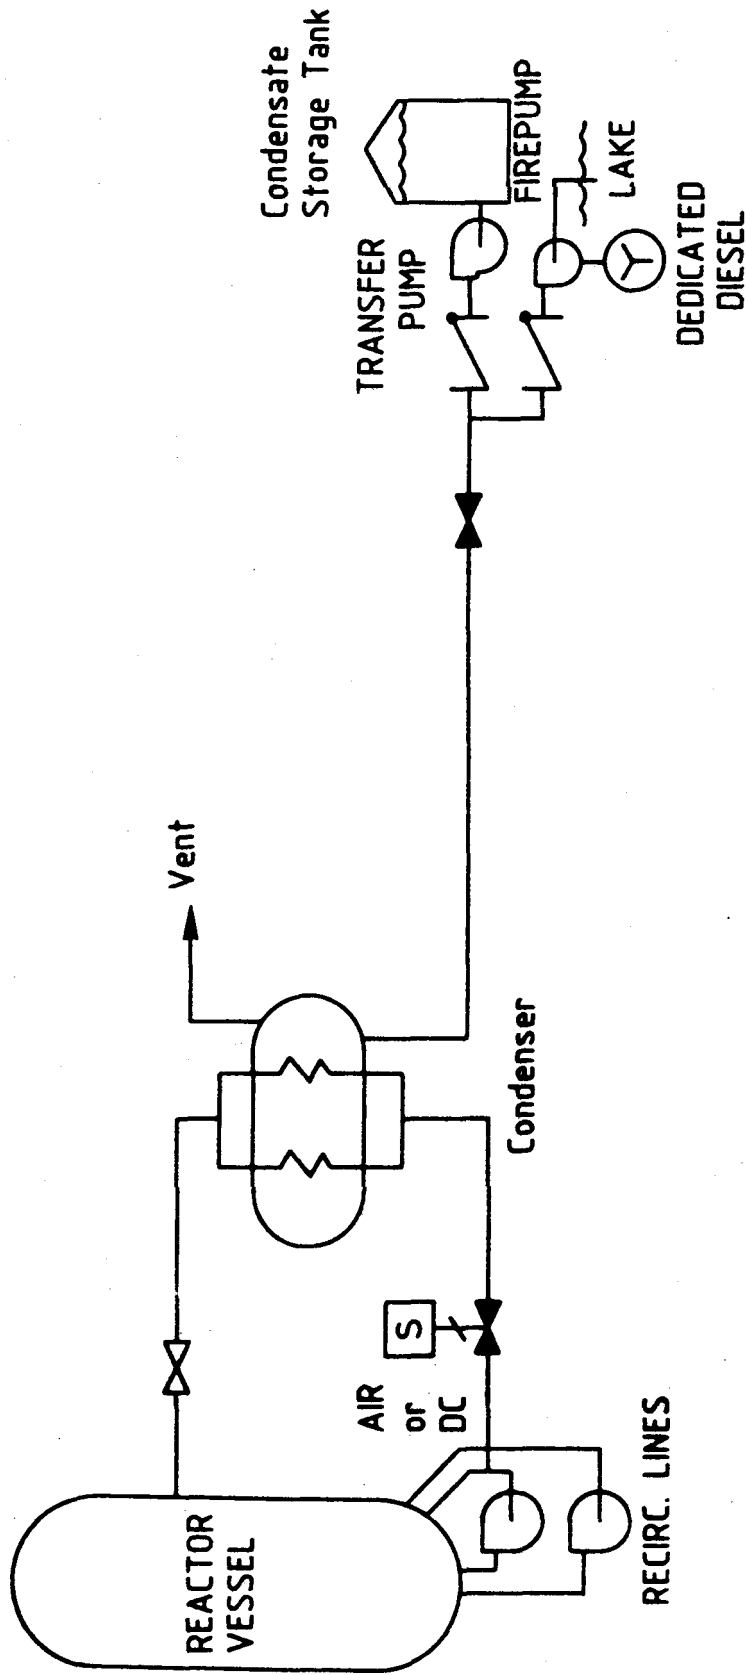 REACTOR
VESSEL
RECIRC. LINES
AIR
or
DC
S
Condenser
Vent
TRANSFER
PUMP
Condensate
Storage Tank
FIREPUMP
LAKE
DEDICATED
DIESEL